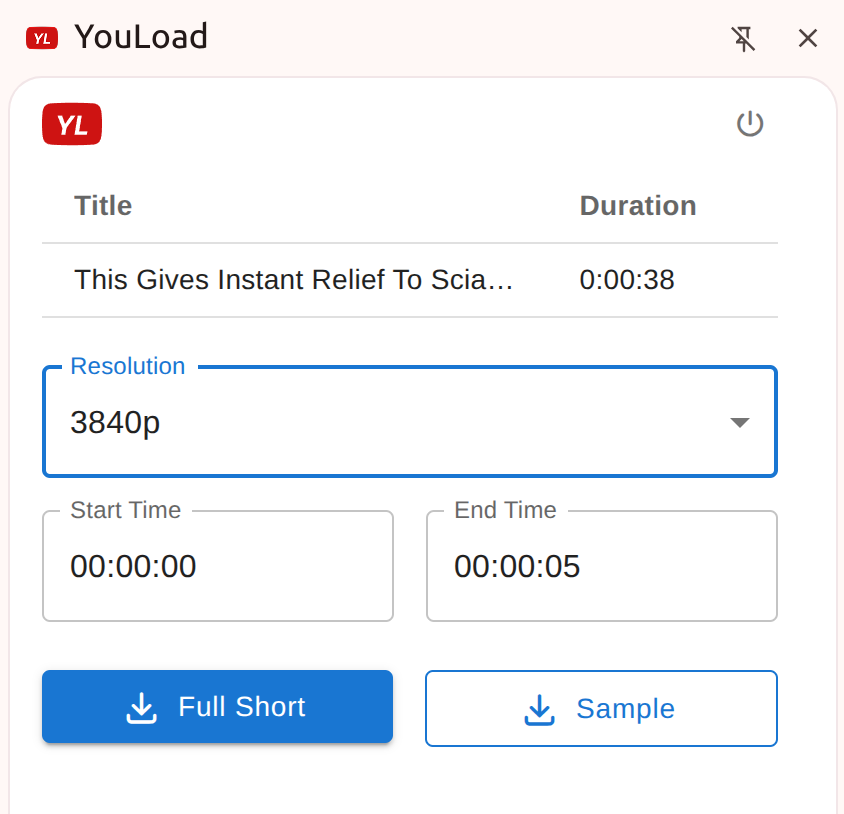 YL YouLoad
YL
Title Duration
This Gives Instant Relief To Scia... 0:00:38
Resolution
3840p
Start Time End Time
00:00:00 00:00:05
Full Short Sample